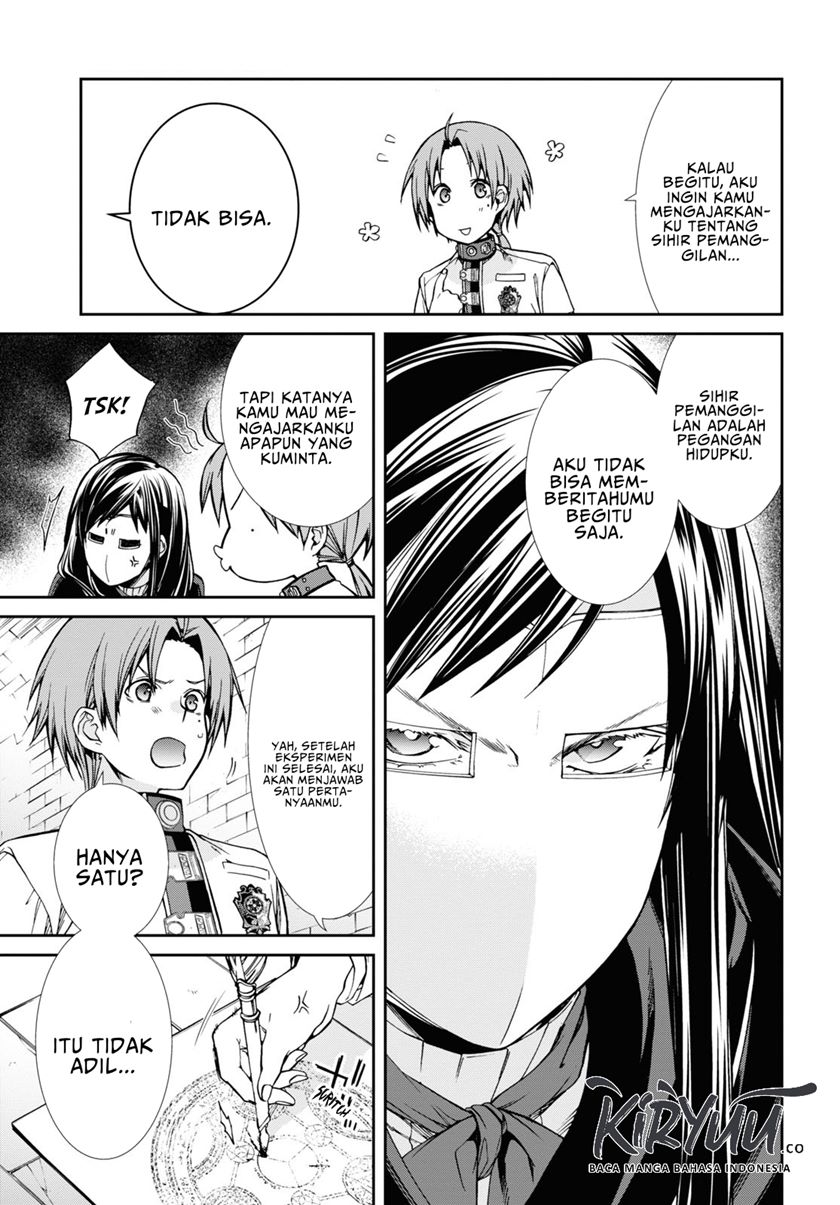 KALAU
BEGITU, AKU
INGIN KAMU
MENGAJARKAN-
KU TENTANG
SIHIR PEMANG-
GILAN...
TIDAK BISA.
SIHIR
PEMANGGI-
LAN ADALAH
PEGANGAN
HIDUPKU.
AKU TIDAK
BISA MEM-
BERITAHUMU
BEGITU
SAJA.
TAPI KATANYA
KAMU MAU ME-
NGAJARKANKU
APAPUN YANG
KUMINTA.
TSK!
YAH, SETELAH
EKSPERIMEN
INI SELESAI, AKU
AKAN MENJAWAB
SATU PERTA-
NYAANMU.
HANYA
SATU?
ITU TIDAK
ADIL...
SCRATCH
KIRYUU.CO
BACA MANGA BAHASA INDONESIA